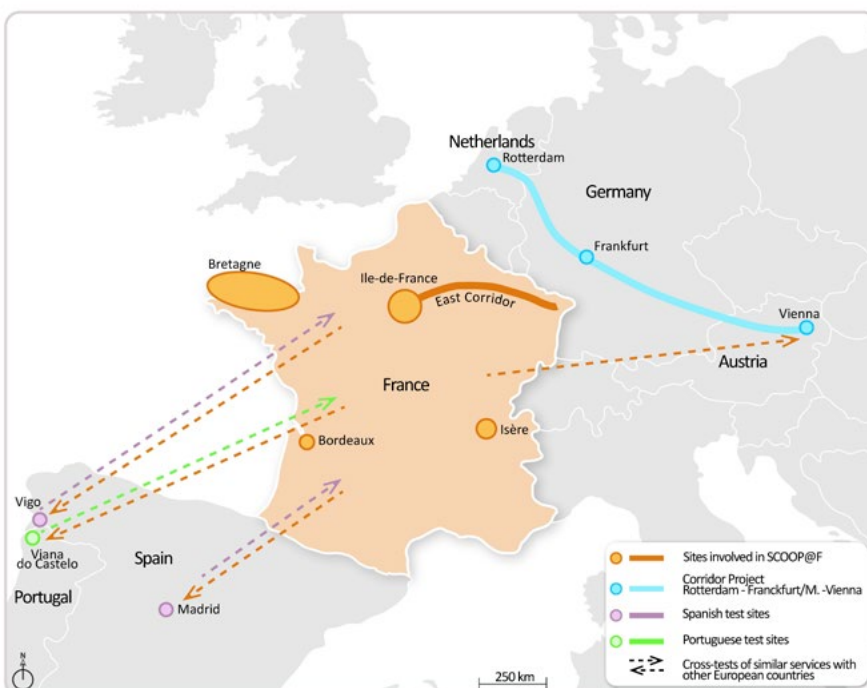 Netherlands
Rotterdam
Germany
Bretagne
Frankfurt
Ile-de-France
East Corridor
Vienna
Austria
France
Isère
Bordeaux
Vigo
Viana
do Castelo
Spain
Portugal
Madrid
N
250 km
Sites involved in SCOOP@F
Corridor Project
Rotterdam - Franckfurt/M. -Vienna
Spanish test sites
Portuguese test sites
Cross-tests of similar services with
other European countries